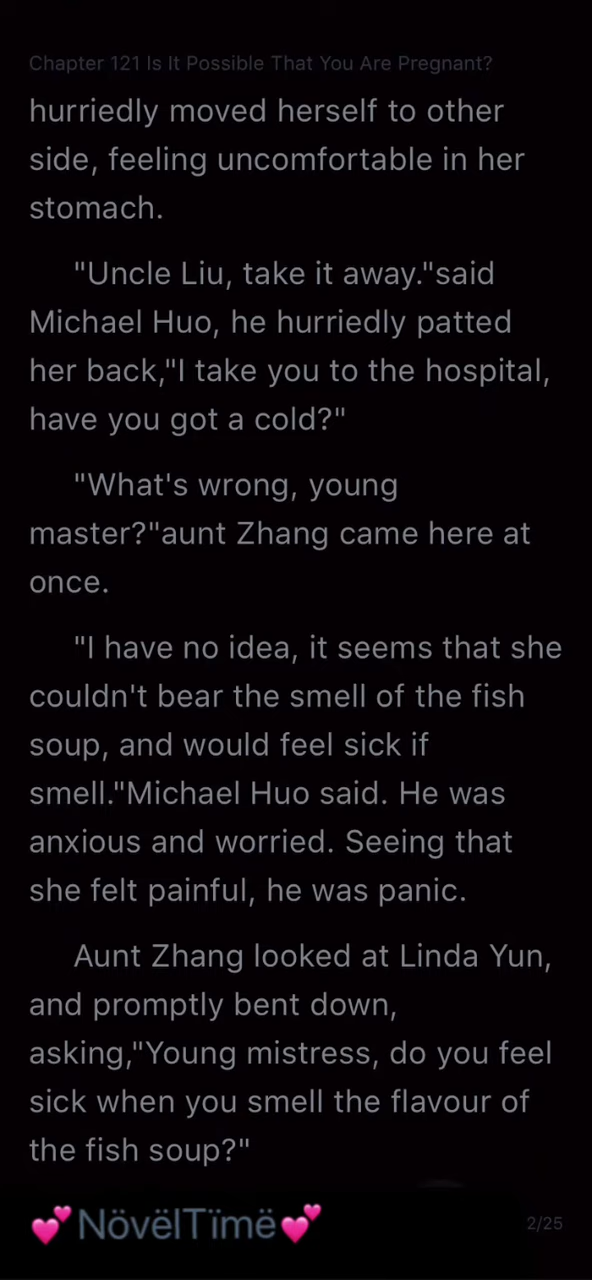 Chapter 121 Is It Possible That You Are Pregnant?
hurriedly moved herself to other
side, feeling uncomfortable in her
stomach.
"Uncle Liu, take it away."said
Michael Huo, he hurriedly patted
her back,"I take you to the hospital,
have you got a cold?"
"What's wrong, young
master?"aunt Zhang came here at
once.
"I have no idea, it seems that she
couldn't bear the smell of the fish
soup, and would feel sick if
smell."Michael Huo said. He was
anxious and worried. Seeing that
she felt painful, he was panic.
Aunt Zhang looked at Linda Yun,
and promptly bent down,
asking,"Young mistress, do you feel
sick when you smell the flavour of
the fish soup?"
💕NövëlTïmë💕
2/25